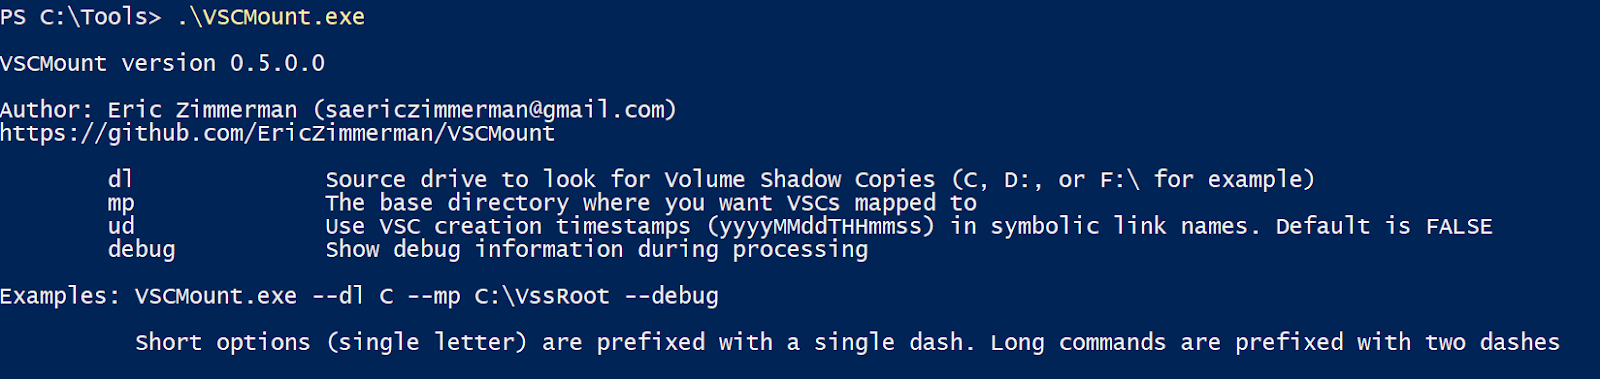 PS C:\Tools> .\VSCMount.exe
VSCMount version 0.5.0.0
Author: Eric Zimmerman (saericzimmerman@gmail.com)
https://github.com/EricZimmerman/VSCMount
dl Source drive to look for Volume Shadow Copies (C, D:, or F:\ for example)
mp The base directory where you want VSCs mapped to
ud Use VSC creation timestamps (yyyyMMddTHHmmss) in symbolic link names. Default is FALSE
debug Show debug information during processing
Examples: VSCMount.exe --dl C --mp C:\VssRoot --debug
Short options (single letter) are prefixed with a single dash. Long commands are prefixed with two dashes